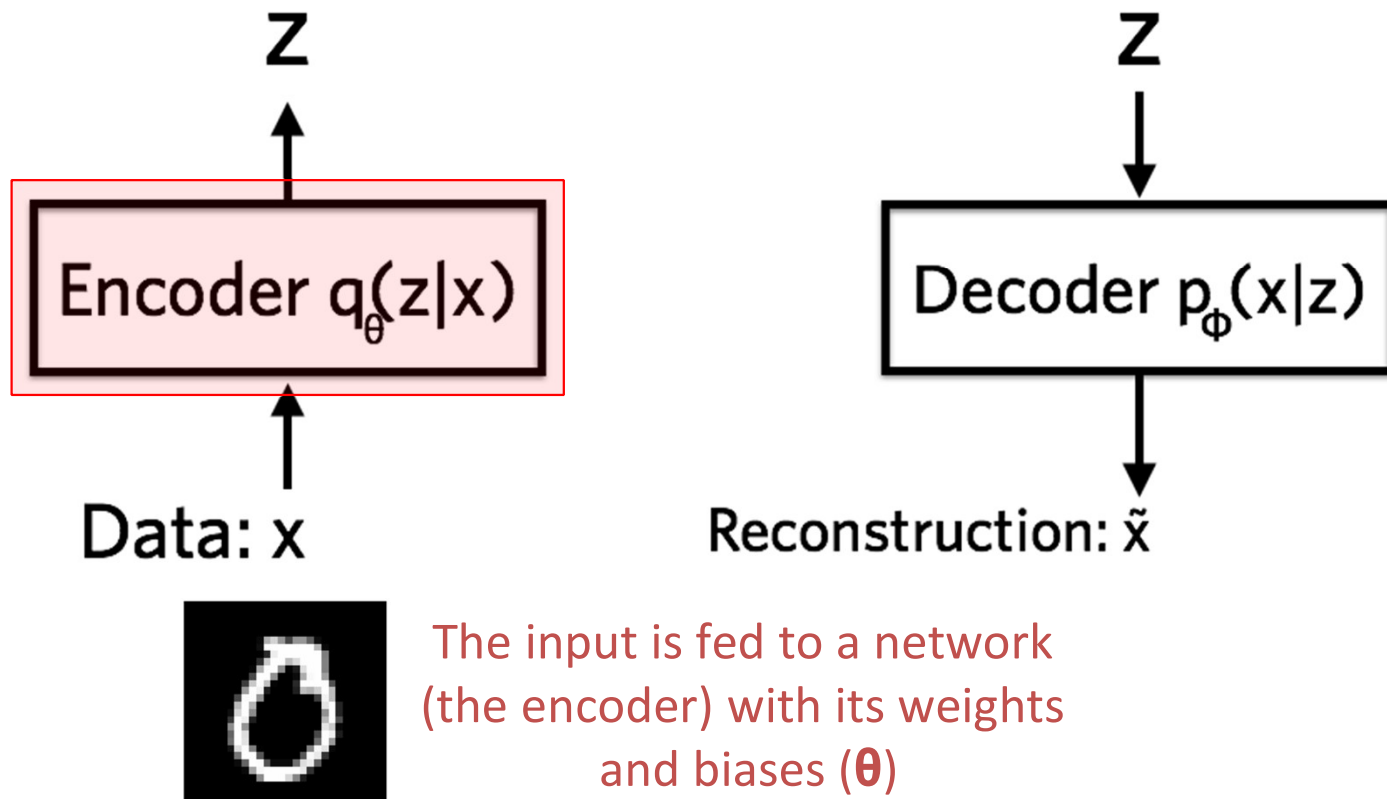 z
z
Encoder qθ(z|x)
Decoder pΦ(x|z)
Data: x
Reconstruction: x̃
The input is fed to a network
(the encoder) with its weights
and biases (θ)